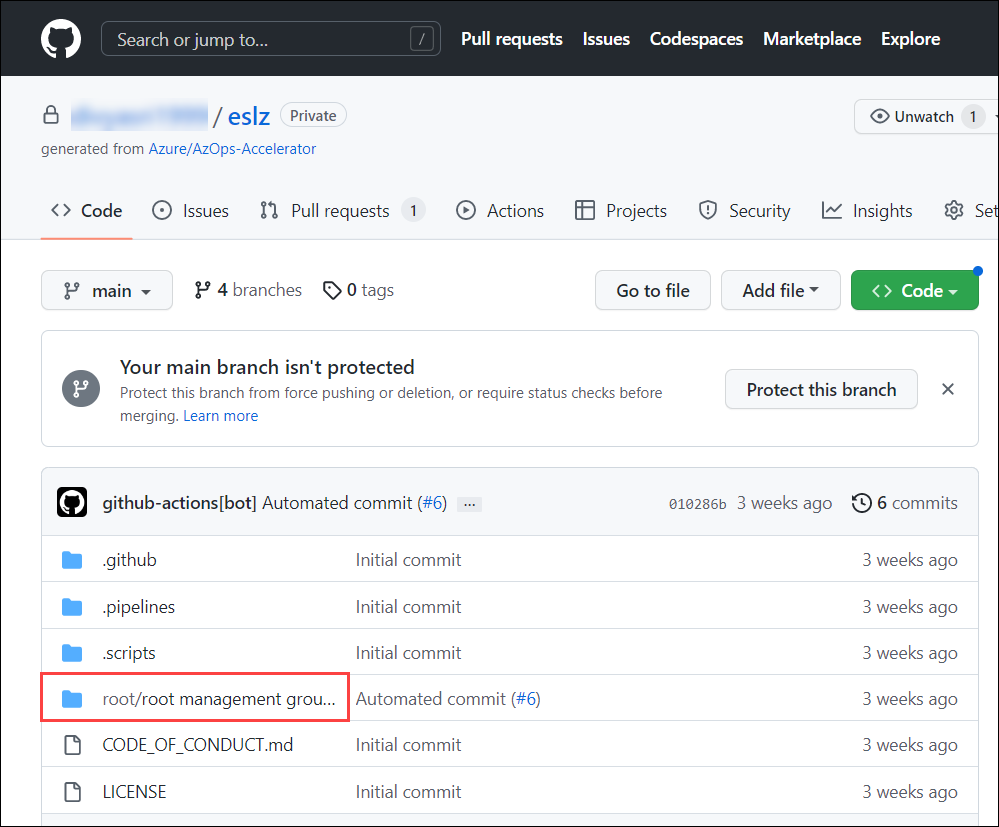 Search or jump to... /
Pull requests Issues Codespaces Marketplace Explore
/ eslz Private
Unwatch 1
generated from Azure/AzOps-Accelerator
Code Issues Pull requests 1 Actions Projects Security Insights Set
main 4 branches 0 tags Go to file Add file Code
Your main branch isn't protected
Protect this branch from force pushing or deletion, or require status checks before
merging. Learn more
Protect this branch
github-actions[bot] Automated commit (#6) ... 010286b 3 weeks ago 6 commits
.github Initial commit 3 weeks ago
.pipelines Initial commit 3 weeks ago
.scripts Initial commit 3 weeks ago
root/root management grou... Automated commit (#6) 3 weeks ago
CODE_OF_CONDUCT.md Initial commit 3 weeks ago
LICENSE Initial commit 3 weeks ago